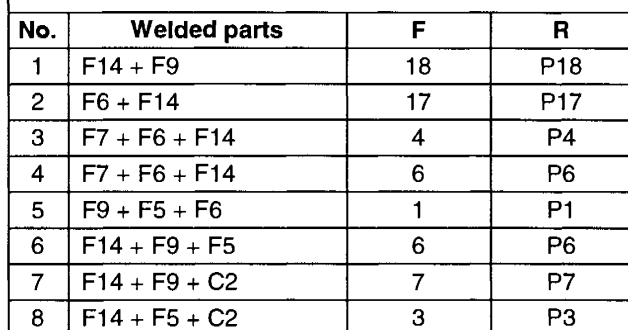 No. Welded parts F R
1 F14 + F9 18 P18
2 F6 + F14 17 P17
3 F7 + F6 + F14 4 P4
4 F7 + F6 + F14 6 P6
5 F9 + F5 + F6 1 P1
6 F14 + F9 + F5 6 P6
7 F14 + F9 + C2 7 P7
8 F14 + F5 + C2 3 P3